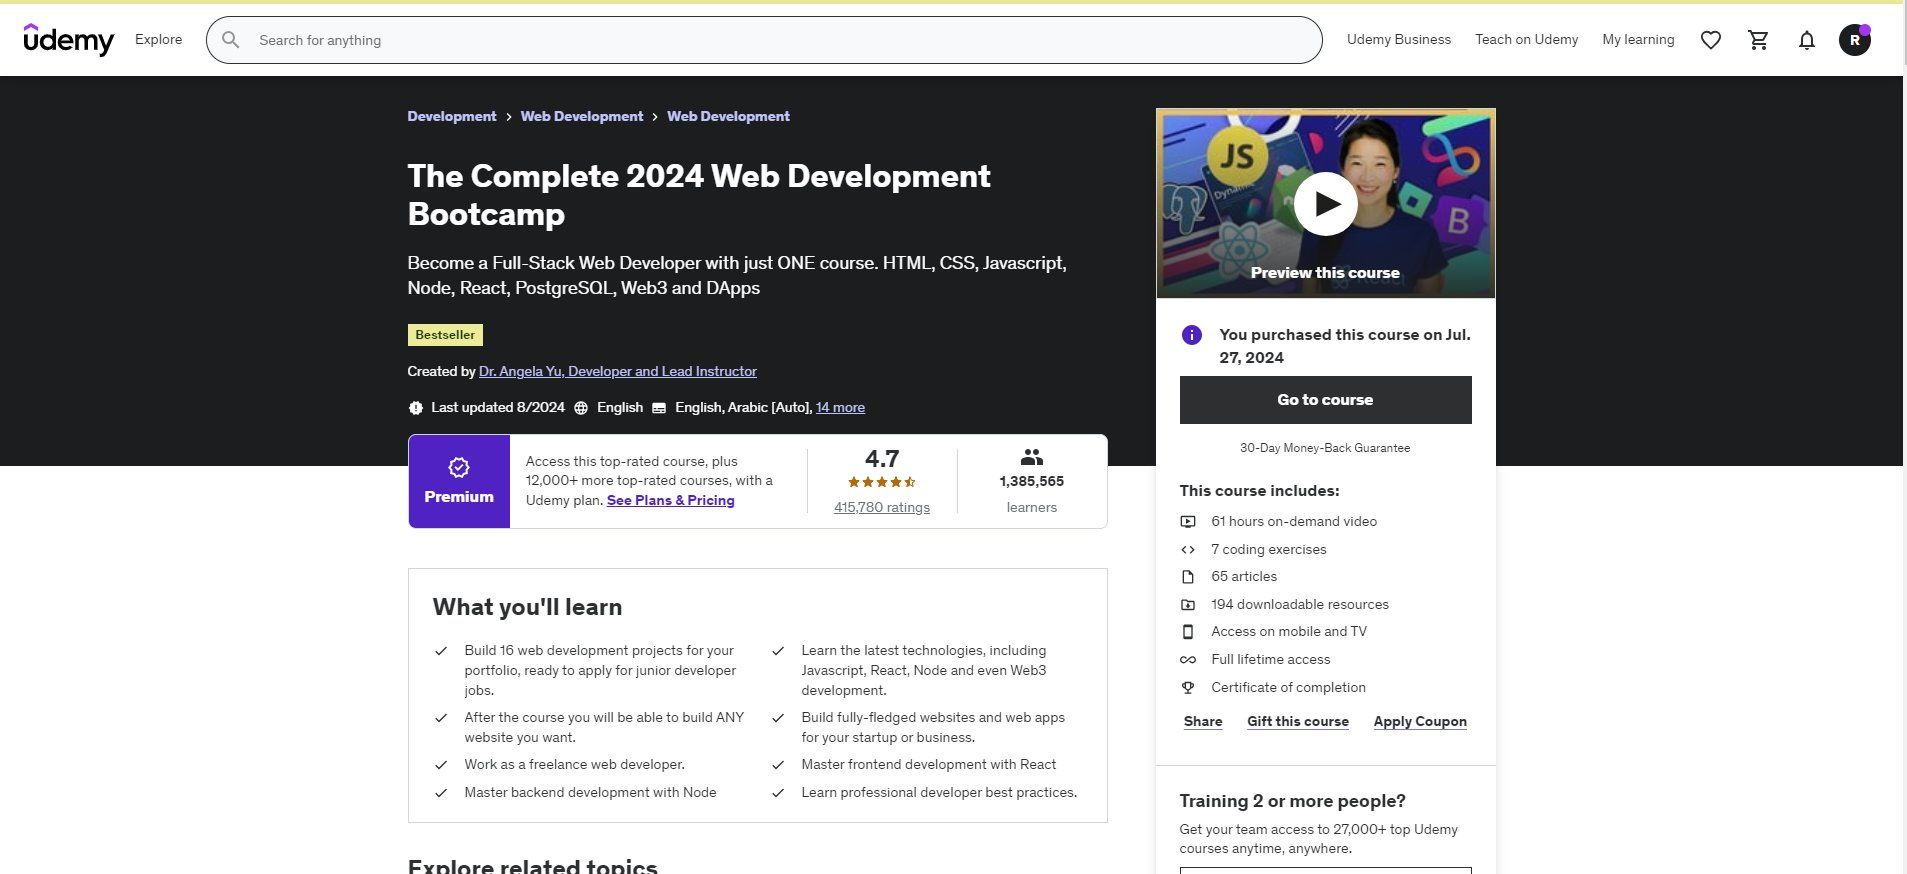 udemy
Explore
Search for anything
Udemy Business
Teach on Udemy
My learning
R
Development > Web Development > Web Development
The Complete 2024 Web Development
Bootcamp
Become a Full-Stack Web Developer with just ONE course. HTML, CSS, Javascript,
Node, React, PostgreSQL, Web3 and DApps
Bestseller
Created by Dr. Angela Yu, Developer and Lead Instructor
Last updated 8/2024 English English, Arabic [Auto], 14 more
Premium
Access this top-rated course, plus
12,000+ more top-rated courses, with a
Udemy plan. See Plans & Pricing
4.7
415,780 ratings
1,385,565
learners
What you'll learn
Build 16 web development projects for your
portfolio, ready to apply for junior developer
jobs.
Learn the latest technologies, including
Javascript, React, Node and even Web3
development.
After the course you will be able to build ANY
website you want.
Build fully-fledged websites and web apps
for your startup or business.
Work as a freelance web developer.
Master frontend development with React
Master backend development with Node
Learn professional developer best practices.
Explore related topics
JS
B
Preview this course
You purchased this course on Jul.
27, 2024
Go to course
30-Day Money-Back Guarantee
This course includes:
61 hours on-demand video
7 coding exercises
65 articles
194 downloadable resources
Access on mobile and TV
Full lifetime access
Certificate of completion
Share
Gift this course
Apply Coupon
Training 2 or more people?
Get your team access to 27,000+ top Udemy
courses anytime, anywhere.